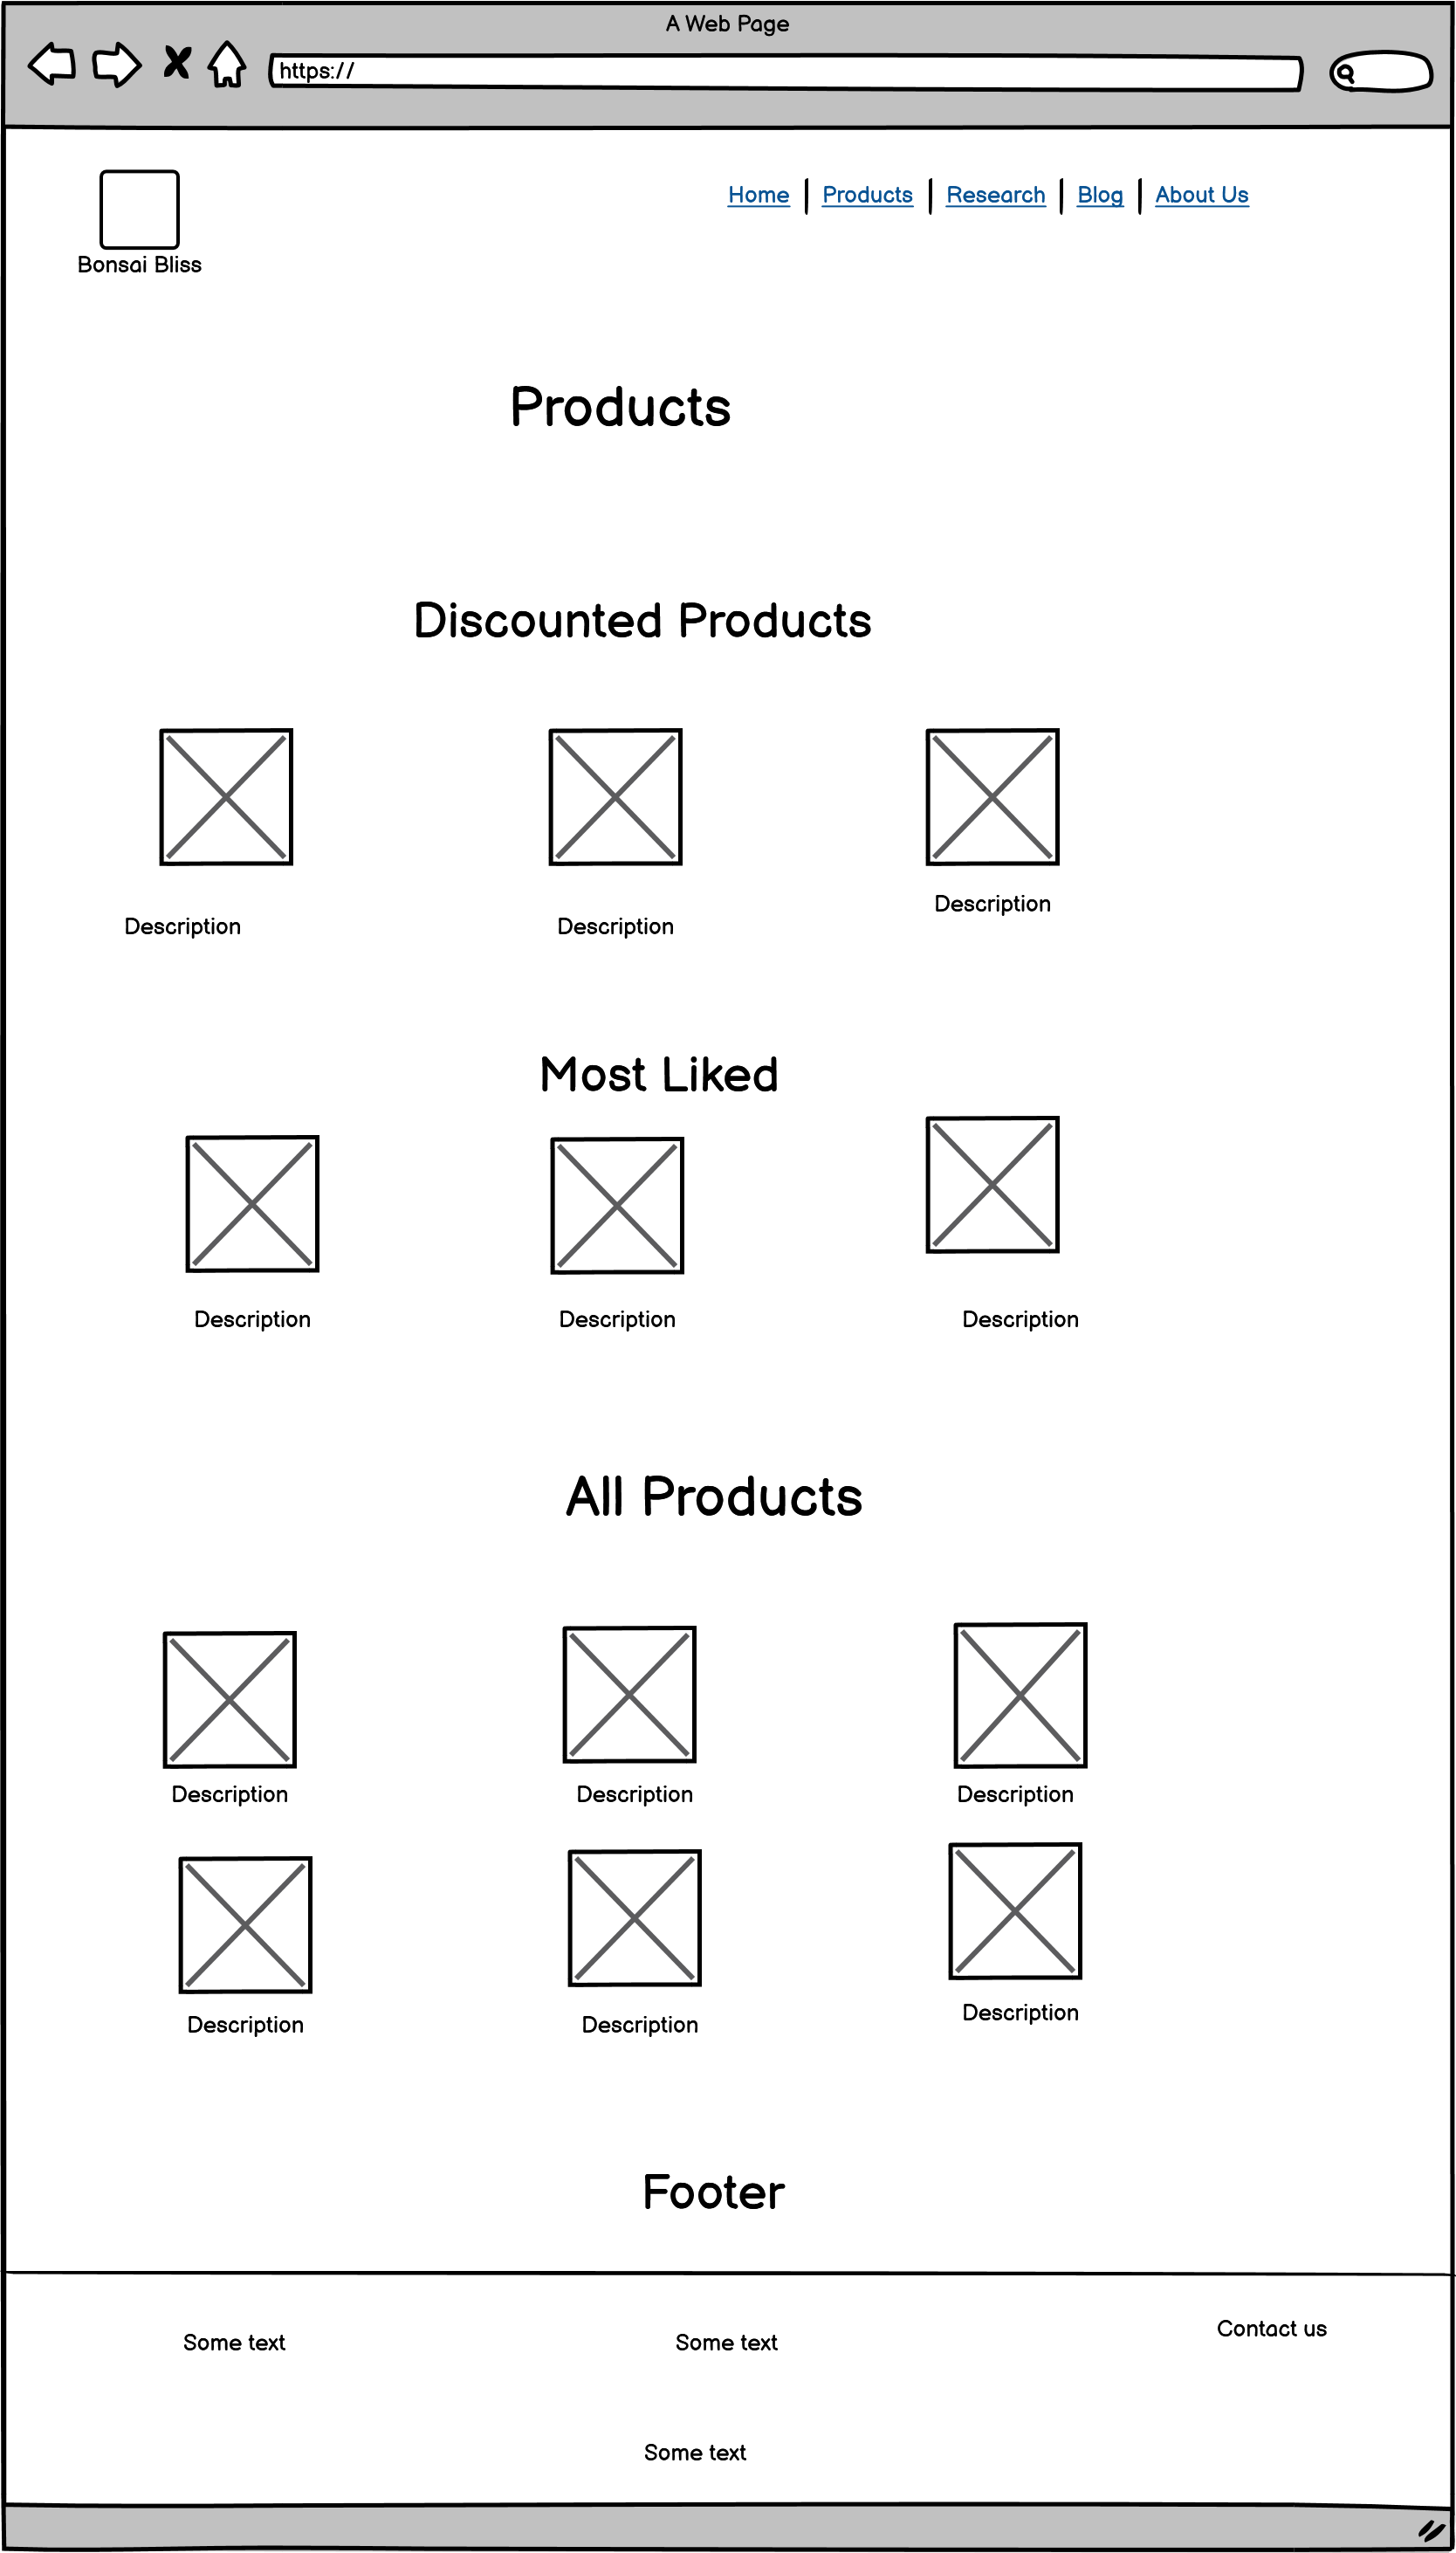 A Web Page
https://
Home Products Research Blog About Us
Bonsai Bliss
Products
Discounted Products
Description Description Description
Most Liked
Description Description Description
All Products
Description Description Description
Description Description Description
Footer
Some text Some text Contact us
Some text